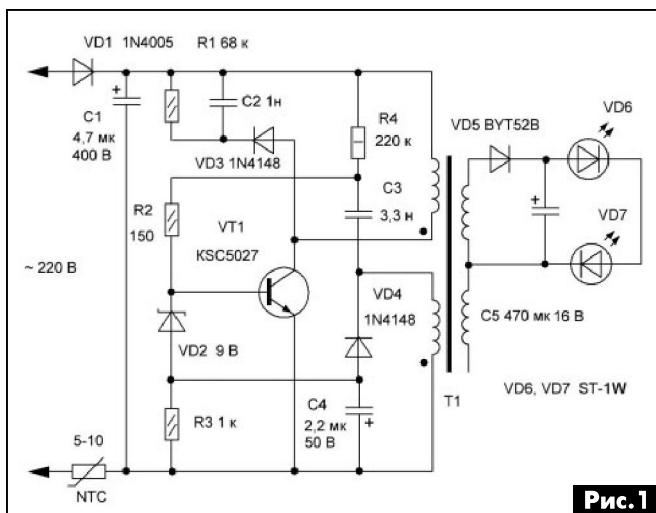 VD1 1N4005
R1 68 к
C2 1н
C1
4,7 мк
400 В
VD3 1N4148
R4
220 к
VD5 BYT52B
VD6
C3
3,3 н
R2
150
VT1
KSC5027
VD7
~ 220 В
VD4
1N4148
C5 470 мк 16 В
VD2 9 В
C4
2,2 мк
50 В
R3 1 к
T1
VD6, VD7 ST-1W
5-10
NTC
Рис.1